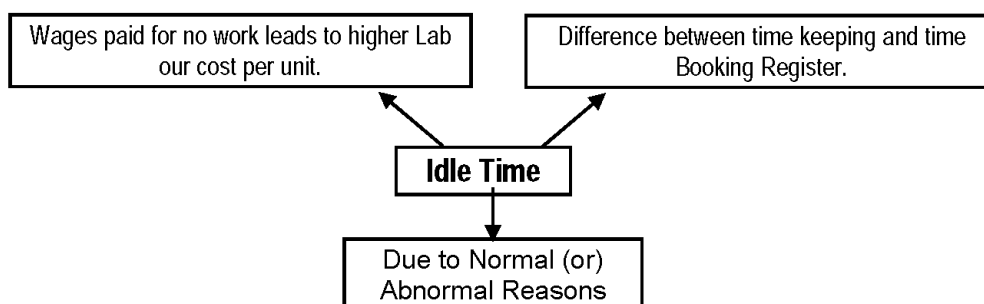 Wages paid for no work leads to higher Lab
our cost per unit.
Difference between time keeping and time
Booking Register.
Idle Time
Due to Normal (or)
Abnormal Reasons